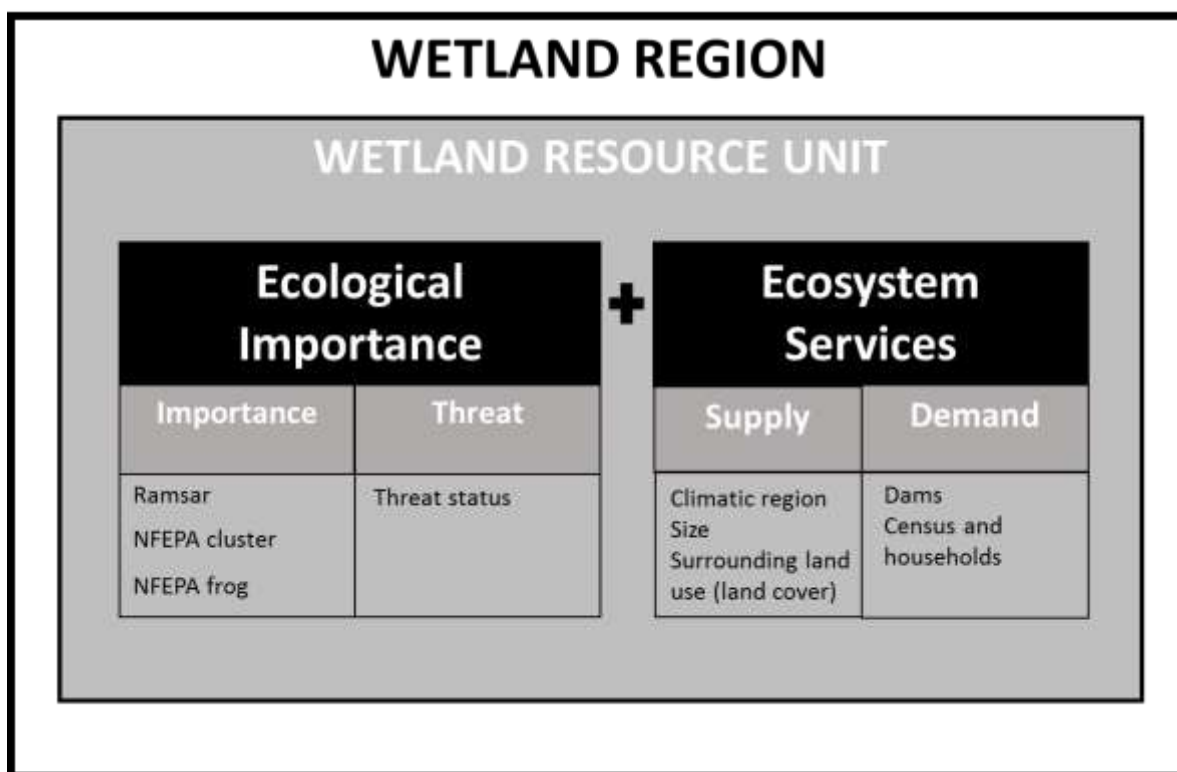 WETLAND REGION
WETLAND RESOURCE UNIT
Ecological
Importance
+
Ecosystem
Services
Importance
Threat
Supply
Demand
Ramsar
NFEPA cluster
NFEPA frog
Threat status
Climatic region
Size
Surrounding land
use (land cover)
Dams
Census and
households